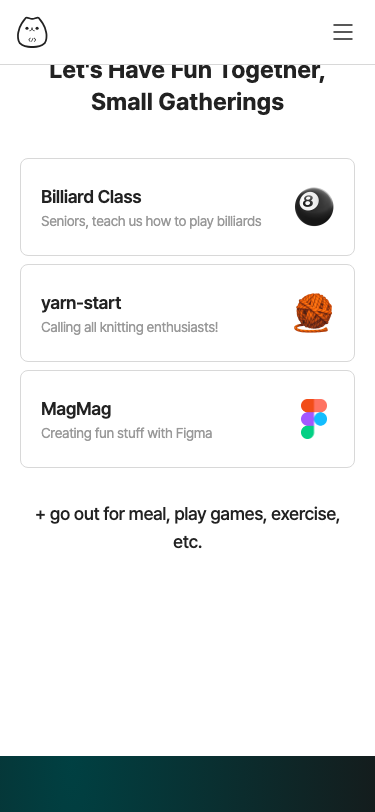 Let's Have Fun Together,
Small Gatherings
Billiard Class
Seniors, teach us how to play billiards
8
yarn-start
Calling all knitting enthusiasts!
MagMag
Creating fun stuff with Figma
+ go out for meal, play games, exercise,
etc.